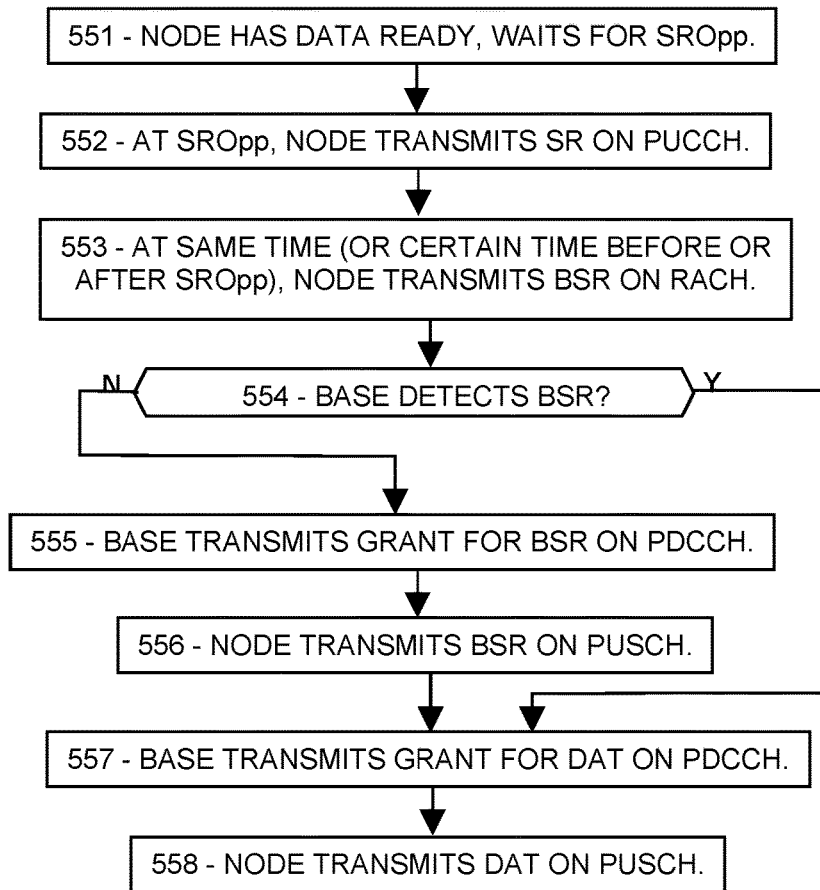 551 - NODE HAS DATA READY, WAITS FOR SROpp.
552 - AT SROpp, NODE TRANSMITS SR ON PUCCH.
553 - AT SAME TIME (OR CERTAIN TIME BEFORE OR
AFTER SROpp), NODE TRANSMITS BSR ON RACH.
N
554 - BASE DETECTS BSR?
Y
555 - BASE TRANSMITS GRANT FOR BSR ON PDCCH.
556 - NODE TRANSMITS BSR ON PUSCH.
557 - BASE TRANSMITS GRANT FOR DAT ON PDCCH.
558 - NODE TRANSMITS DAT ON PUSCH.